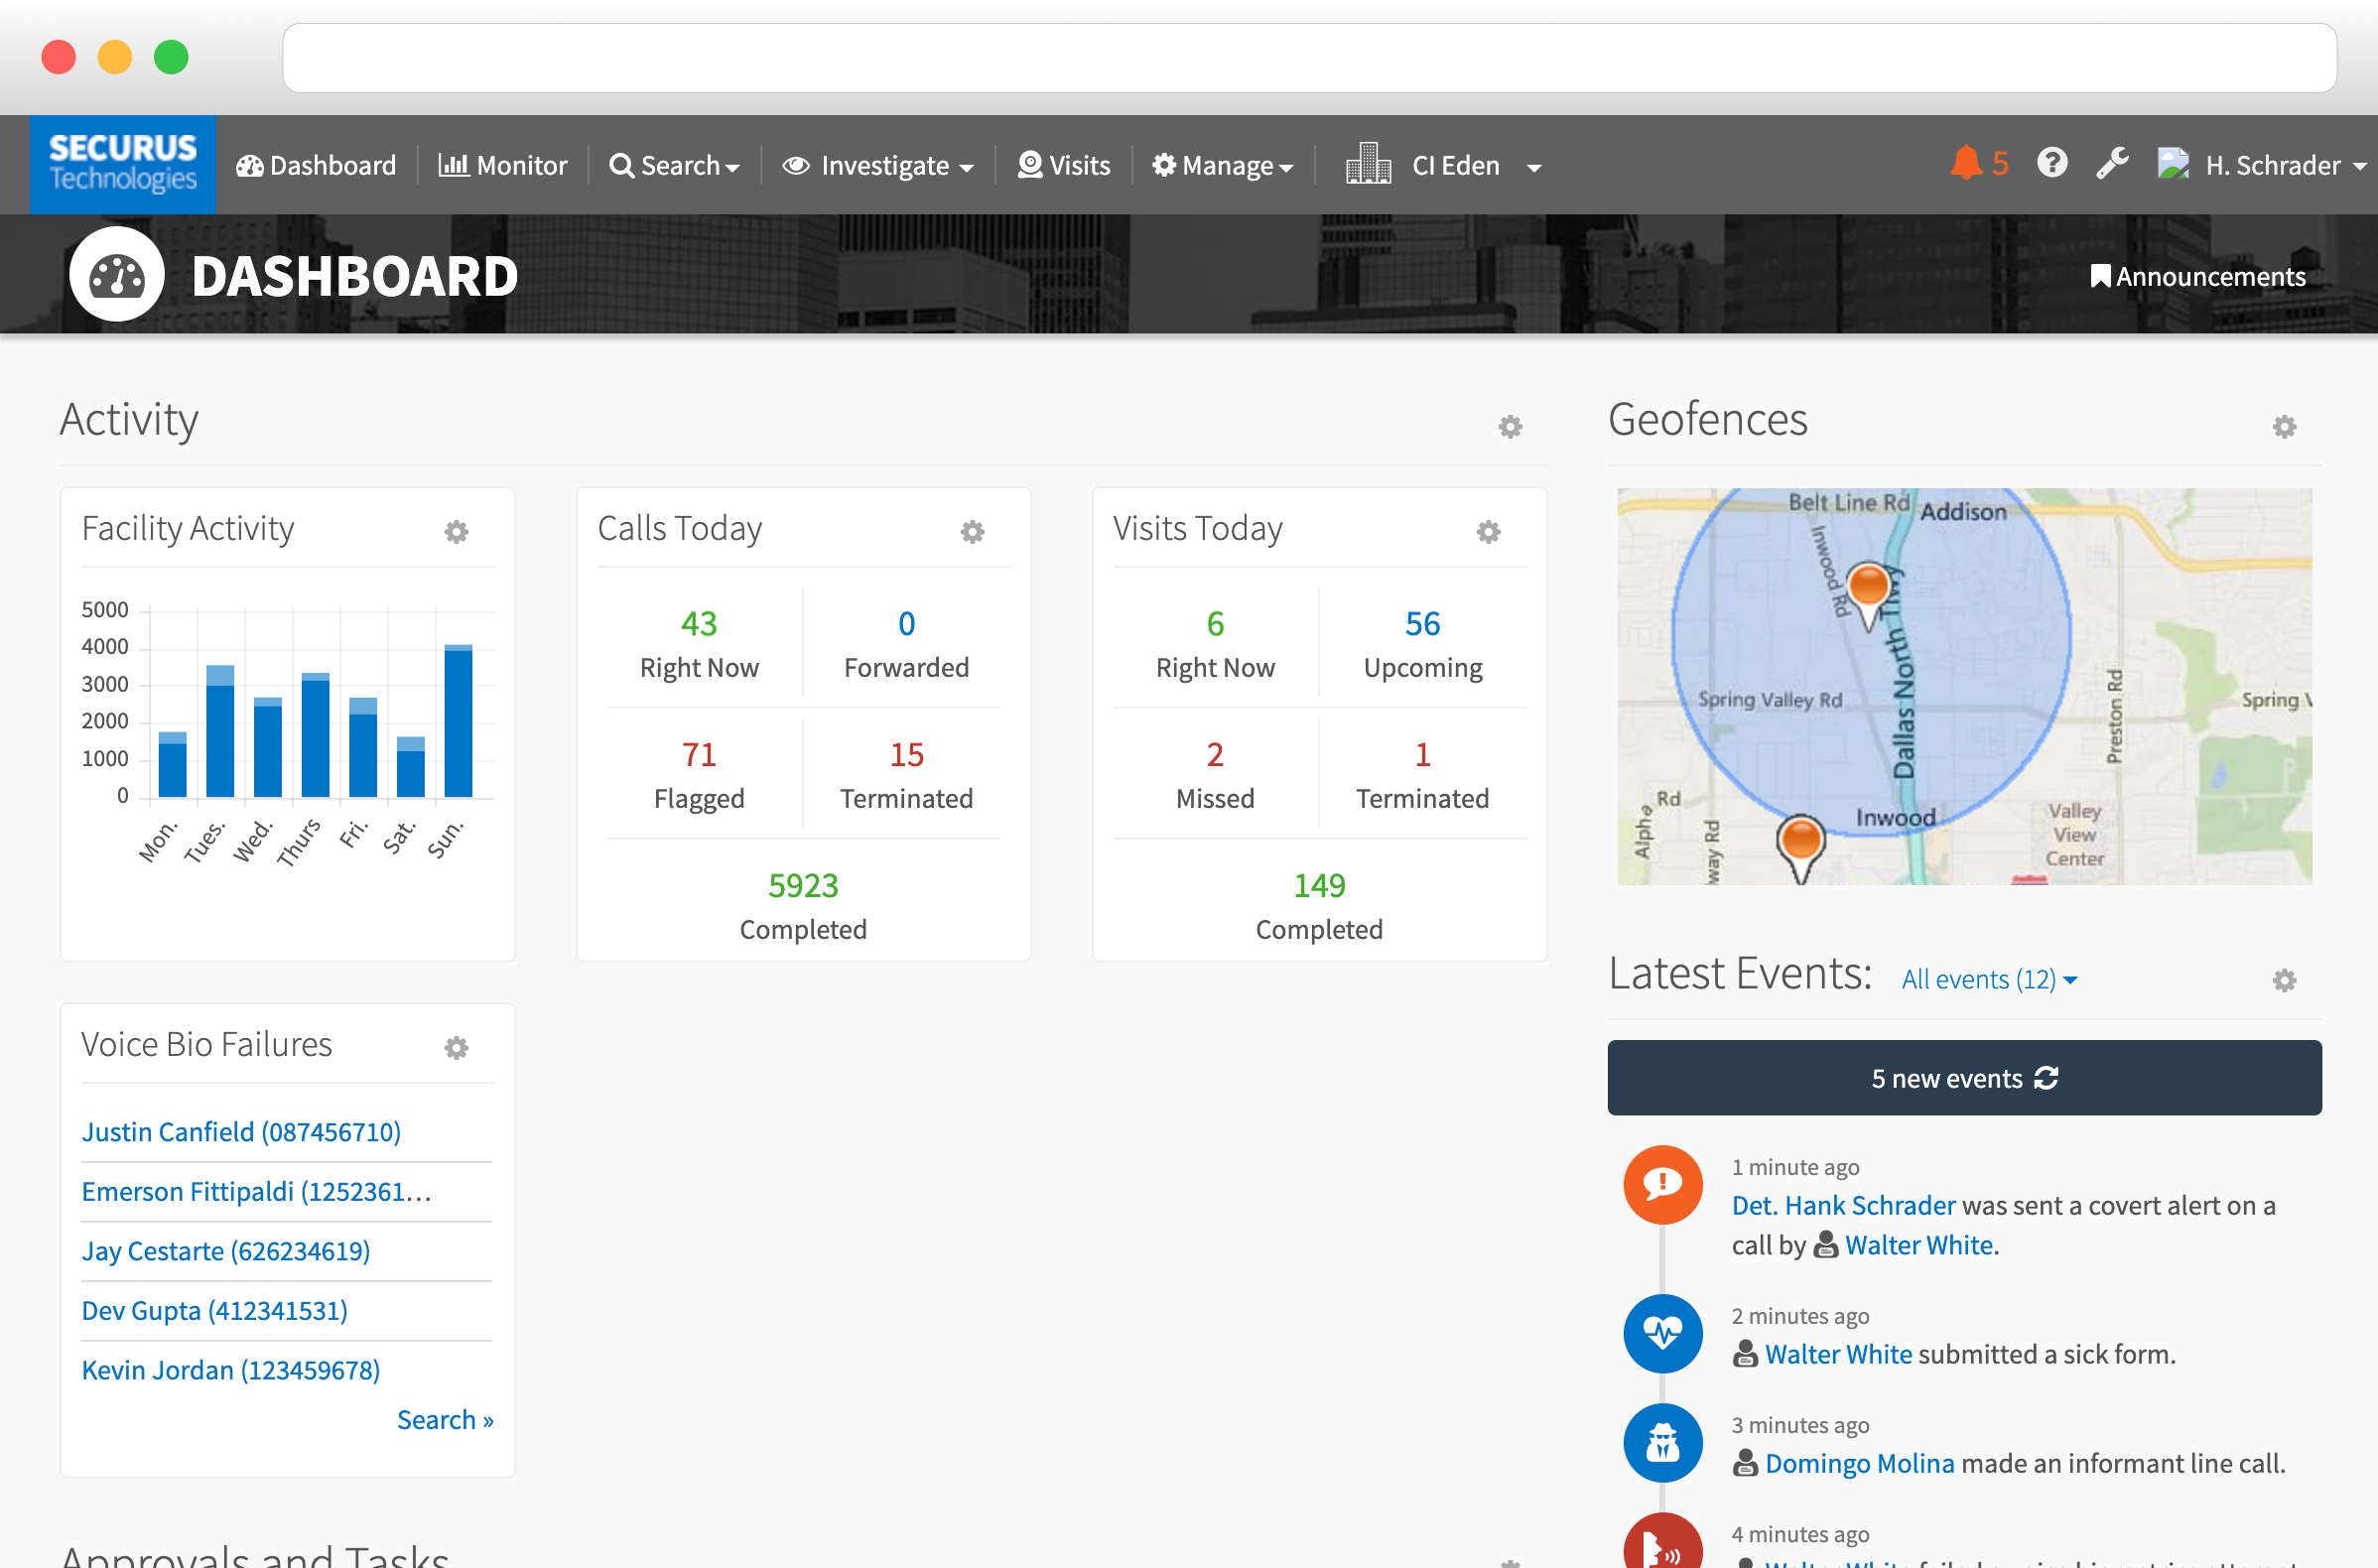 SECURUS
Technologies
Dashboard
Monitor
Search
Investigate
Visits
Manage
CI Eden
5
H. Schrader
DASHBOARD
Announcements
Activity
Facility Activity
5000
4000
3000
2000
1000
0
Mon.
Tues.
Wed.
Thurs
Fri.
Sat.
Sun.
Calls Today
43
Right Now
0
Forwarded
71
Flagged
15
Terminated
5923
Completed
Visits Today
6
Right Now
56
Upcoming
2
Missed
1
Terminated
149
Completed
Voice Bio Failures
Justin Canfield (087456710)
Emerson Fittipaldi (1252361…
Jay Cestarte (626234619)
Dev Gupta (412341531)
Kevin Jordan (123459678)
Search »
Approvals and Tasks
Geofences
Belt Line Rd
Addison
Inwood Rd
Dallas North Tlwy
Spring Valley Rd
Preston Rd
Spring V
Alpha Rd
way Rd
Inwood
Valley
View
Center
Latest Events:
All events (12)
5 new events
1 minute ago
Det. Hank Schrader was sent a covert alert on a
call by Walter White.
2 minutes ago
Walter White submitted a sick form.
3 minutes ago
Domingo Molina made an informant line call.
4 minutes ago